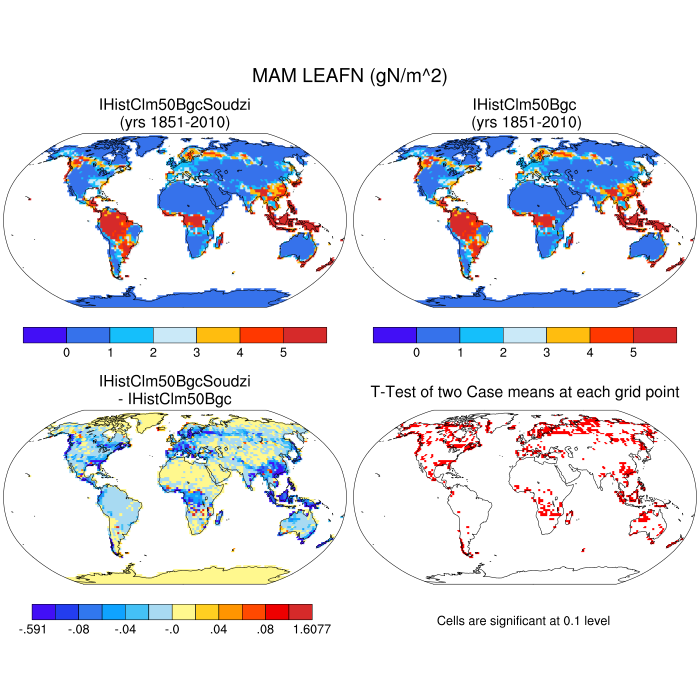 MAM LEAFN (gN/m^2)
IHistClm50BgcSoudzi
(yrs 1851-2010)
IHistClm50Bgc
(yrs 1851-2010)
0 1 2 3 4 5
0 1 2 3 4 5
IHistClm50BgcSoudzi
- IHistClm50Bgc
T-Test of two Case means at each grid point
-.591 -.08 -.04 -.0 .04 .08 1.6077
Cells are significant at 0.1 level